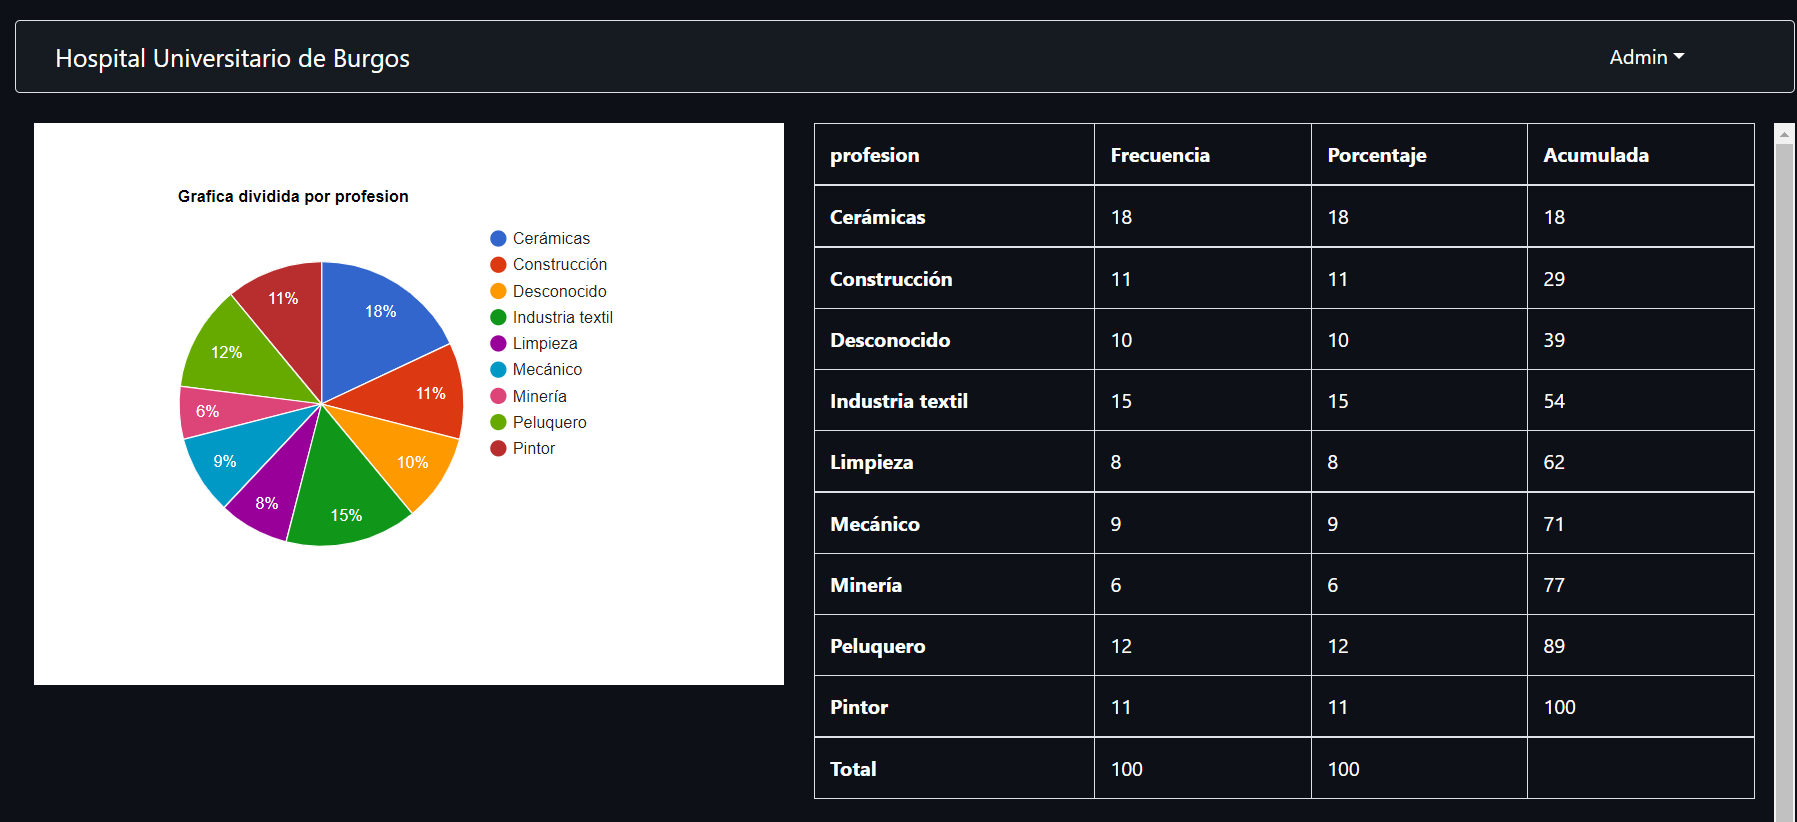 Hospital Universitario de Burgos
Admin
Grafica dividida por profesion
Cerámicas
Construcción
Desconocido
Industria textil
Limpieza
Mecánico
Minería
Peluquero
Pintor
18%
11%
10%
15%
8%
9%
6%
12%
11%
profesion Frecuencia Porcentaje Acumulada
Cerámicas 18 18 18
Construcción 11 11 29
Desconocido 10 10 39
Industria textil 15 15 54
Limpieza 8 8 62
Mecánico 9 9 71
Minería 6 6 77
Peluquero 12 12 89
Pintor 11 11 100
Total 100 100